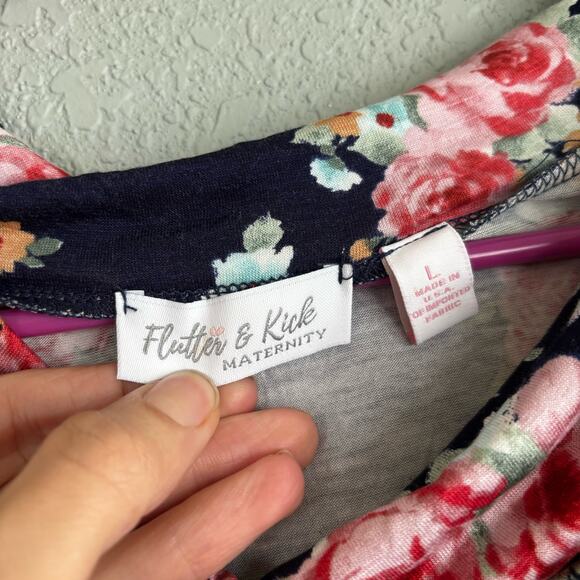 Flutter & Kick
MATERNITY
L
MADE IN
U.S.A.
OF IMPORTED
FABRIC